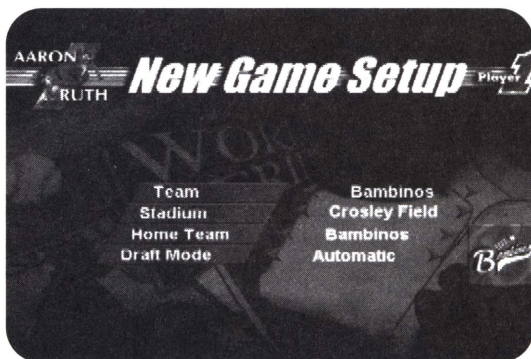 AARON
RUTH
New Game Setup
Player 1
Team Bambinos
Stadium Crosley Field
Home Team Bambinos
Draft Mode Automatic